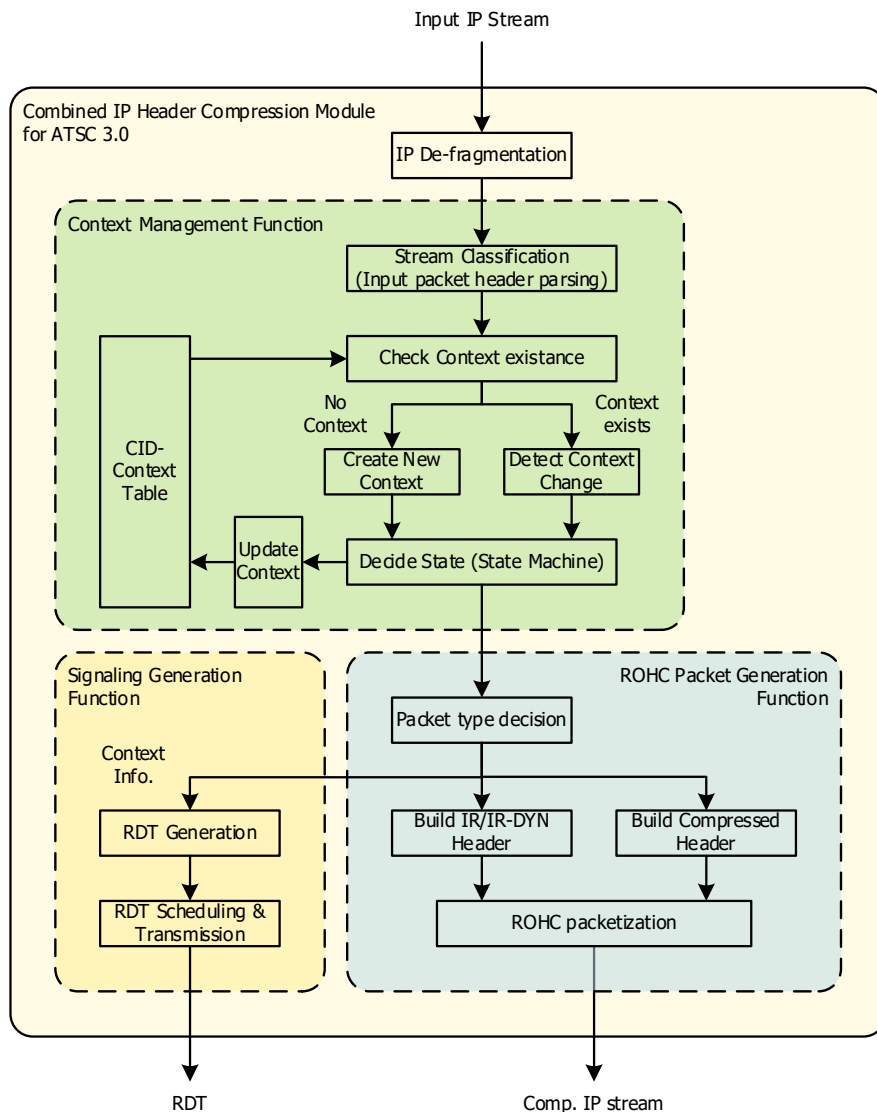 Input IP Stream
Combined IP Header Compression Module
for ATSC 3.0
IP De-fragmentation
Context Management Function
Stream Classification
(Input packet header parsing)
Check Context existance
No
Context
Context
exists
CID-
Context
Table
Create New
Context
Detect Context
Change
Update
Context
Decide State (State Machine)
Signaling Generation
Function
ROHC Packet Generation
Function
Packet type decision
Context
Info.
RDT Generation
Build IR/IR-DYN
Header
Build Compressed
Header
RDT Scheduling &
Transmission
ROHC packetization
RDT
Comp. IP stream